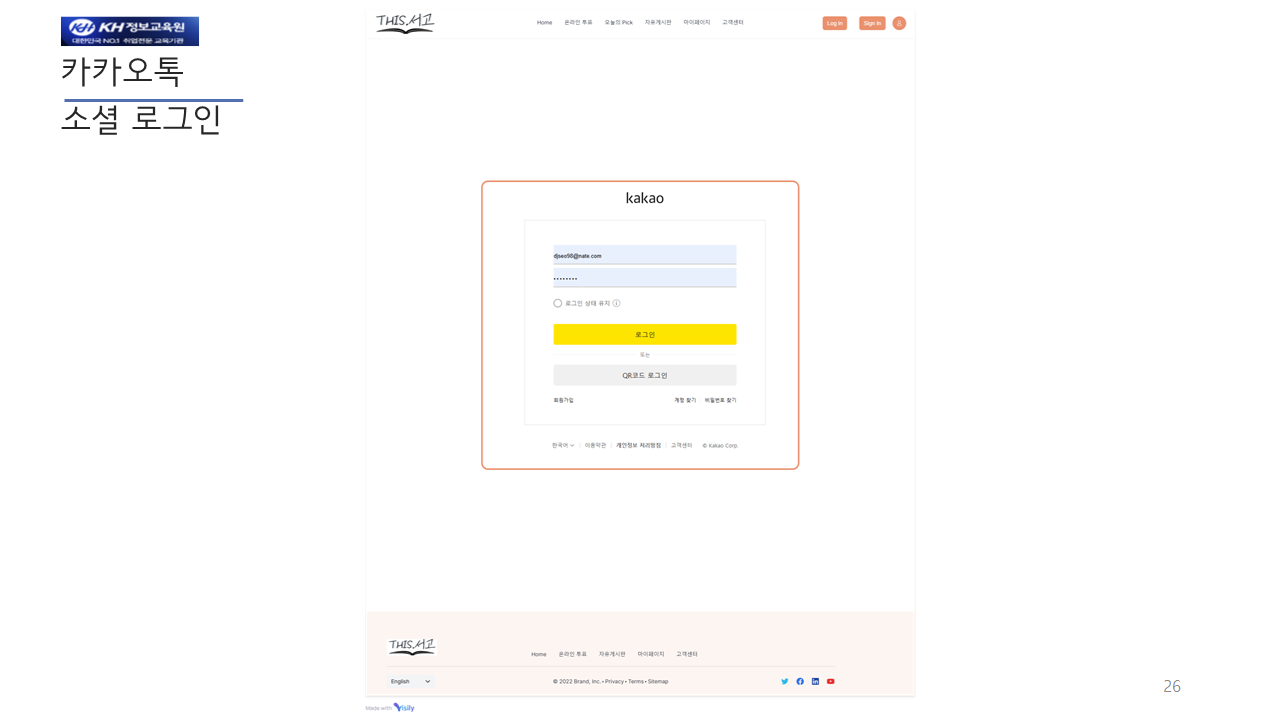 KH 정보교육원
대한민국 NO.1 취업전문 교육기관
카카오톡
소셜 로그인
THIS.서고
Home 온라인 투표 오늘의 Pick 자유게시판 마이페이지 고객센터
Log in Sign in
kakao
djseo98@nate.com
••••••••
로그인 상태 유지
로그인
또는
QR코드 로그인
회원가입 계정 찾기 비밀번호 찾기
한국어 이용약관 개인정보 처리방침 고객센터 © Kakao Corp.
THIS.서고
Home 온라인 투표 자유게시판 마이페이지 고객센터
English © 2022 Brand, Inc. • Privacy • Terms • Sitemap
Made with Visily
26